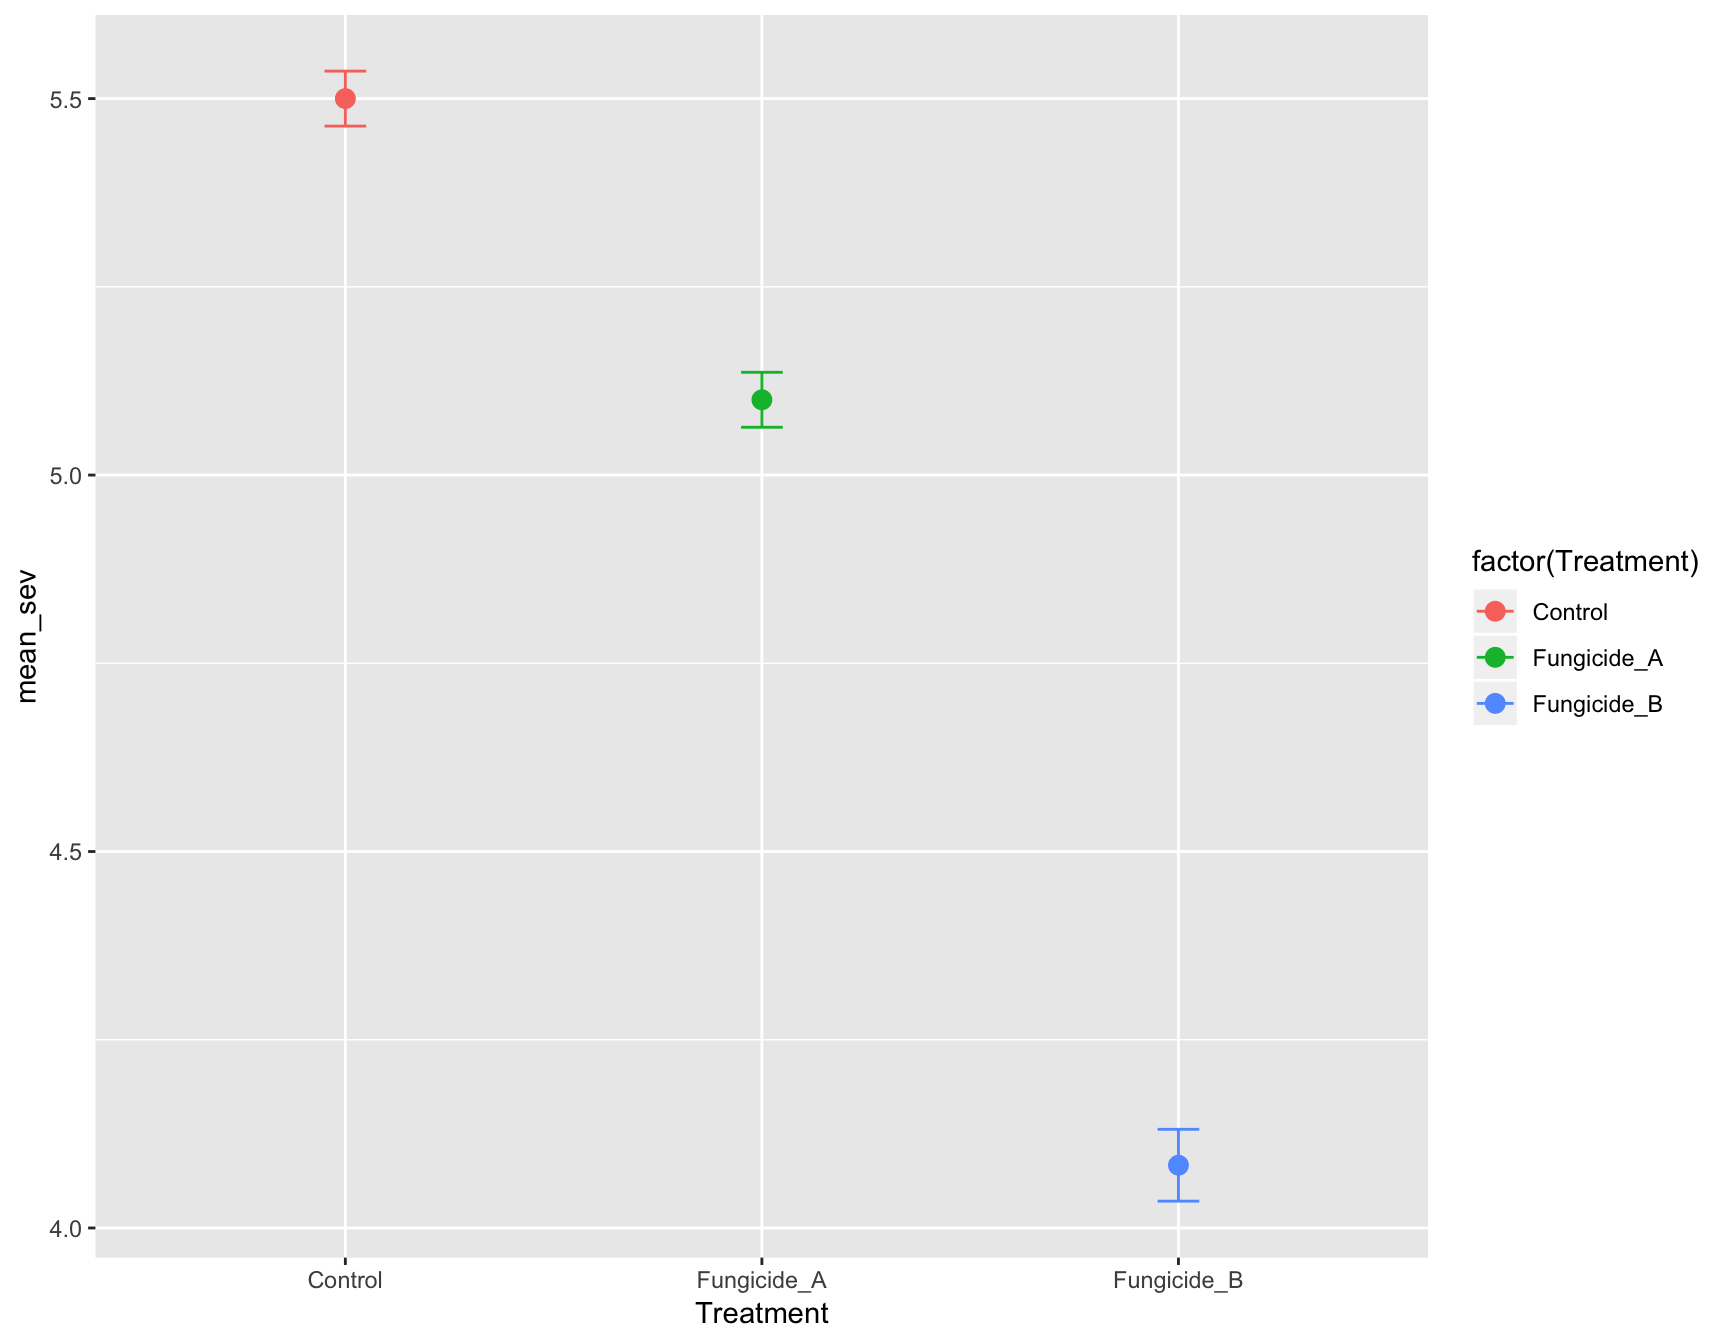 5.5
5.0
4.5
4.0
mean_sev
Control
Fungicide_A
Fungicide_B
Treatment
factor(Treatment)
Control
Fungicide_A
Fungicide_B